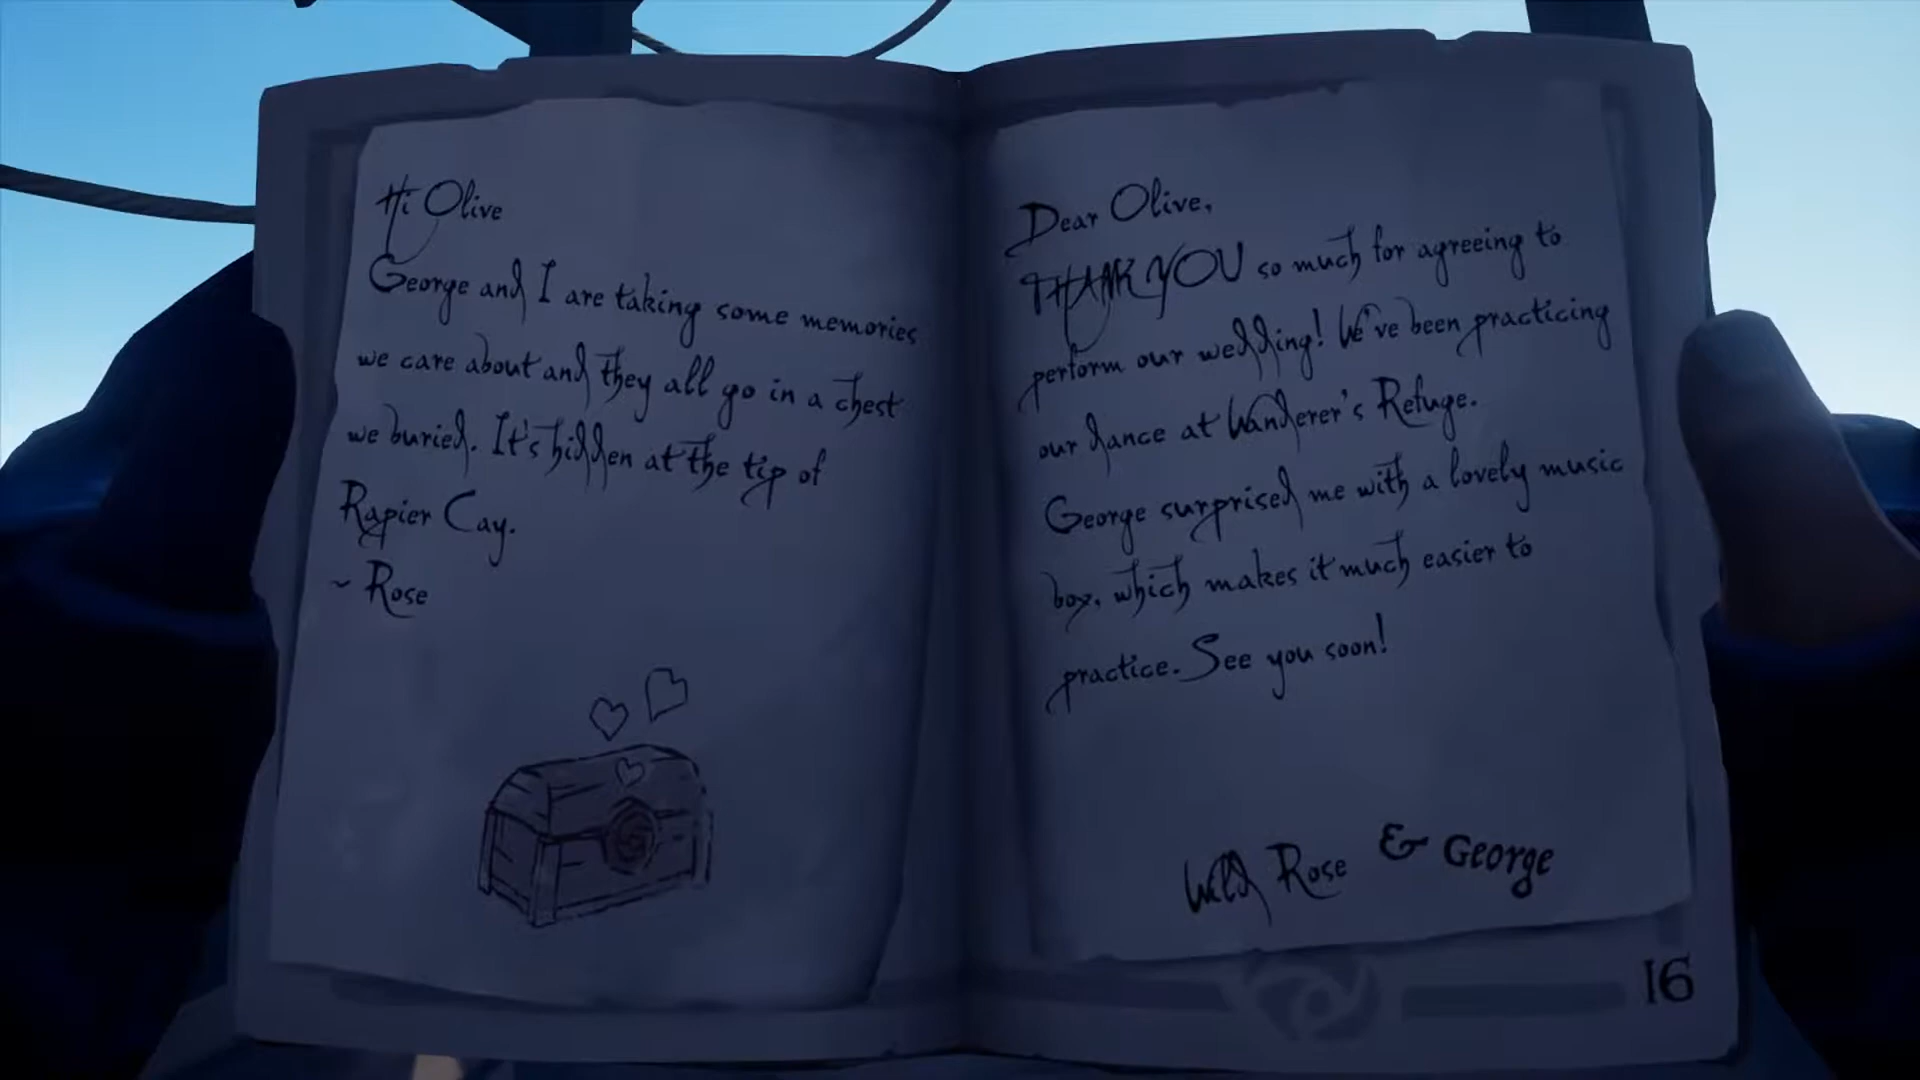 Hi Olive
George and I are taking some memories
we care about and they all go in a chest
we buried. It's hidden at the tip of
Rapier Cay.
~ Rose
Dear Olive,
THANK YOU so much for agreeing to
perform our wedding! We've been practicing
our dance at Wanderer's Refuge.
George surprised me with a lovely music
box, which makes it much easier to
practice. See you soon!
Wild Rose & George
16